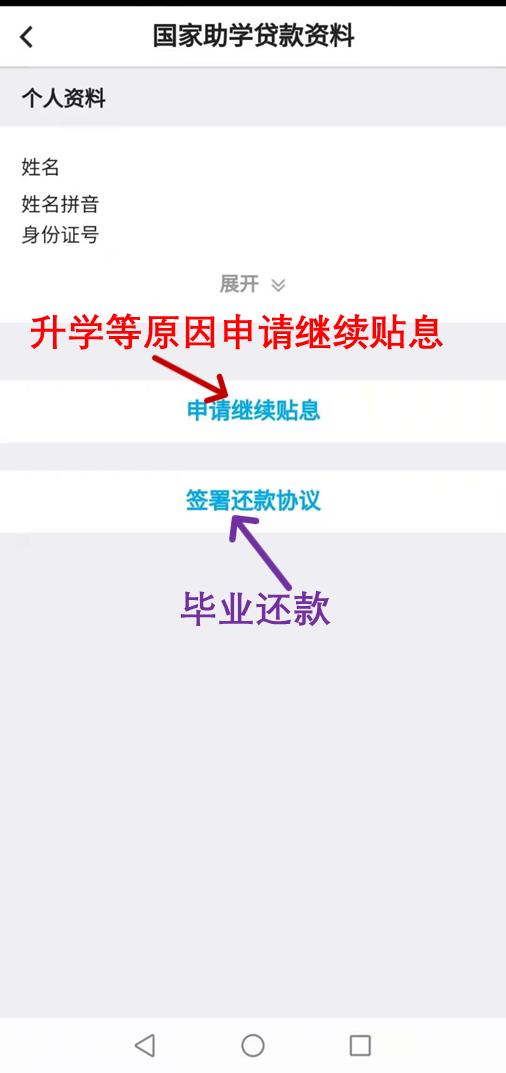 国家助学贷款资料
个人资料
姓名
姓名拼音
身份证号
展开
升学等原因申请继续贴息
申请继续贴息
签署还款协议
毕业还款